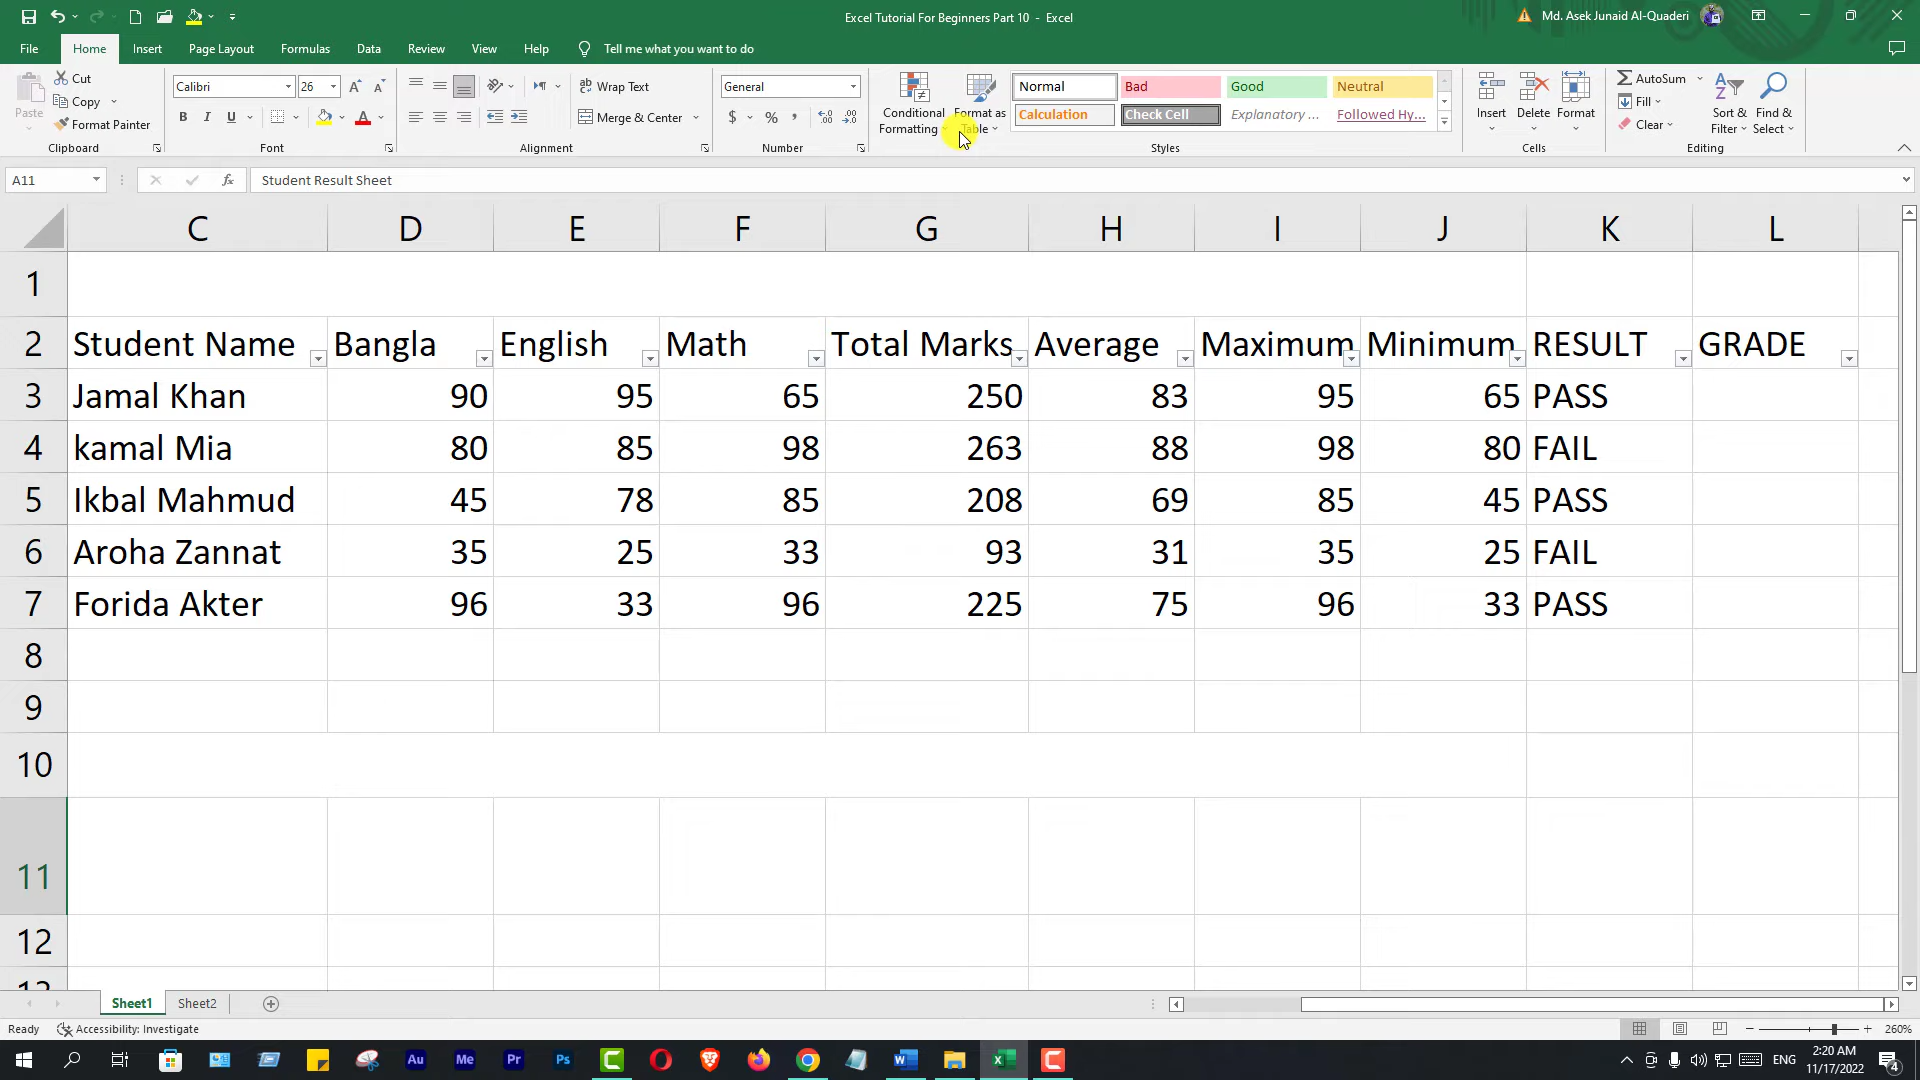 Excel Tutorial For Beginners Part 10 - Excel
Md. Asek Junaid Al-Quaderi
File Home Insert Page Layout Formulas Data Review View Help Tell me what you want to do
Paste
Cut
Copy
Format Painter
Clipboard
Calibri 26
B I U
Font
Wrap Text
Merge & Center
Alignment
General
$ % ,
Number
Conditional Formatting
Format as Table
Normal Bad Good Neutral
Calculation Check Cell Explanatory ... Followed Hy...
Styles
Insert Delete Format
Cells
AutoSum
Fill
Clear
Sort & Filter
Find & Select
Editing
A11 fx Student Result Sheet
C D E F G H I J K L
1
2 Student Name Bangla English Math Total Marks Average Maximum Minimum RESULT GRADE
3 Jamal Khan 90 95 65 250 83 95 65 PASS
4 kamal Mia 80 85 98 263 88 98 80 FAIL
5 Ikbal Mahmud 45 78 85 208 69 85 45 PASS
6 Aroha Zannat 35 25 33 93 31 35 25 FAIL
7 Forida Akter 96 33 96 225 75 96 33 PASS
8
9
10
11
12
13
Sheet1 Sheet2
Ready Accessibility: Investigate 260%
Au Me Pr Ps
ENG
2:20 AM
11/17/2022
4